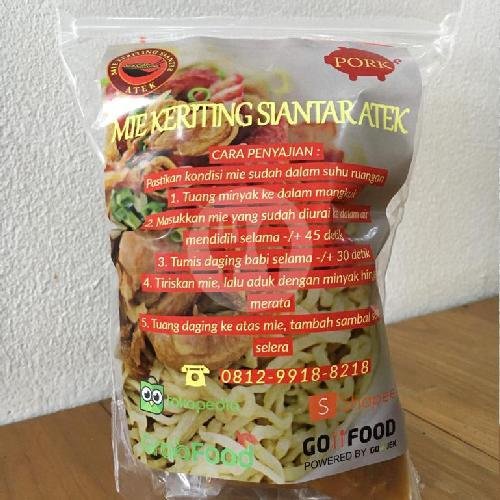 MIE KERITING SIANTAR
ATEK
PORK
MIE KERITING SIANTAR ATEK
CARA PENYAJIAN :
Pastikan kondisi mie sudah dalam suhu ruangan
1. Tuang minyak ke dalam mangkok
2. Masukkan mie yang sudah diurai ke dalam air
mendidih selama -/+ 45 detik
3. Tumis daging babi selama -/+ 30 detik
4. Tiriskan mie, lalu aduk dengan minyak
merata
5. Tuang daging ke atas mie, tambah sambal
selera
0812-9918-8218
tokopedia
S
GrabFood
GO FOOD
POWERED BY